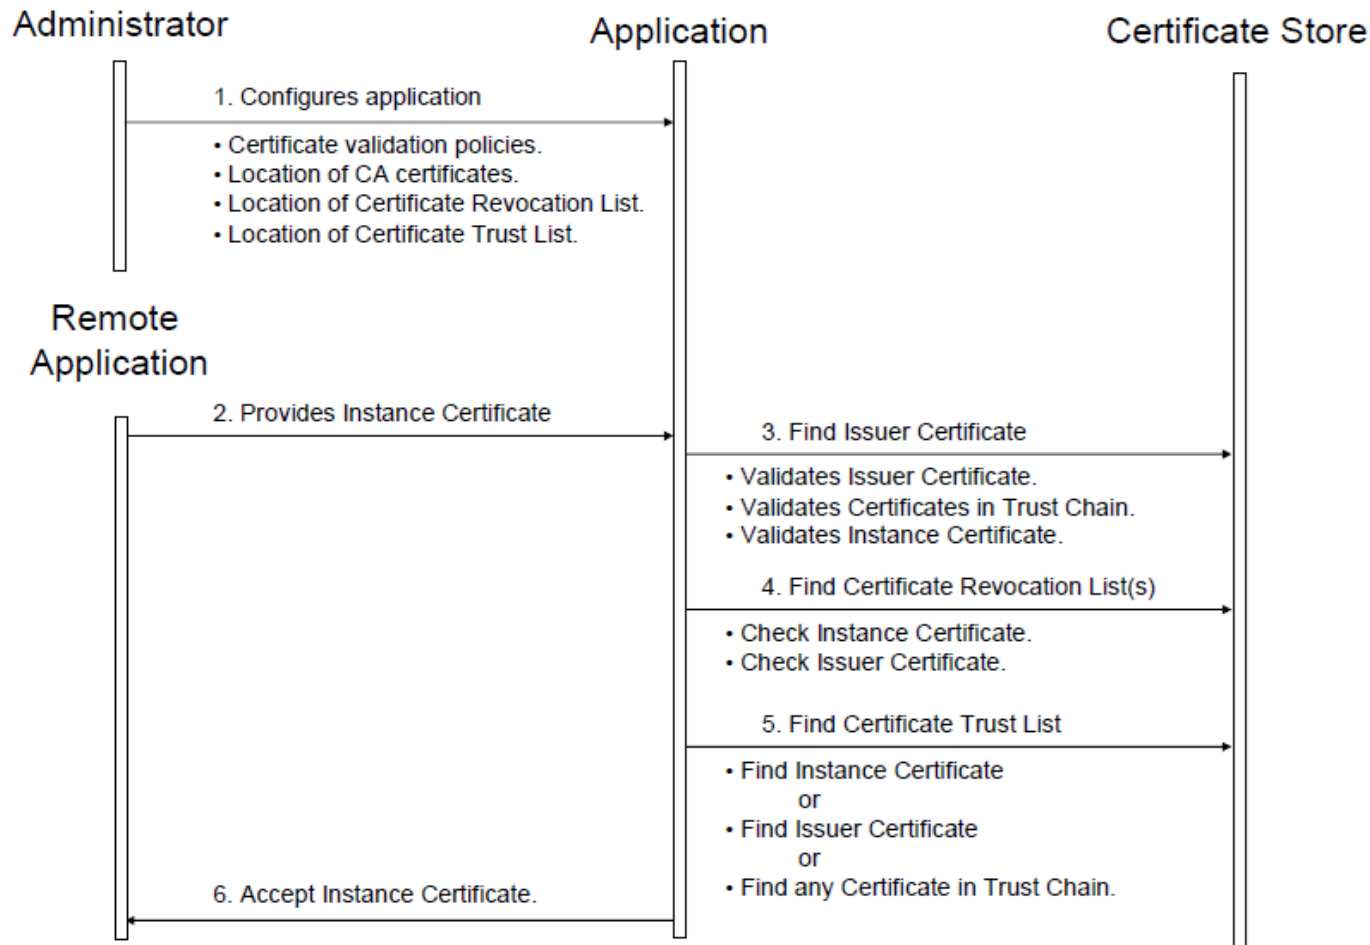 Administrator
Application
Certificate Store
1. Configures application
• Certificate validation policies.
• Location of CA certificates.
• Location of Certificate Revocation List.
• Location of Certificate Trust List.
Remote
Application
2. Provides Instance Certificate
3. Find Issuer Certificate
• Validates Issuer Certificate.
• Validates Certificates in Trust Chain.
• Validates Instance Certificate.
4. Find Certificate Revocation List(s)
• Check Instance Certificate.
• Check Issuer Certificate.
5. Find Certificate Trust List
• Find Instance Certificate
or
• Find Issuer Certificate
or
• Find any Certificate in Trust Chain.
6. Accept Instance Certificate.